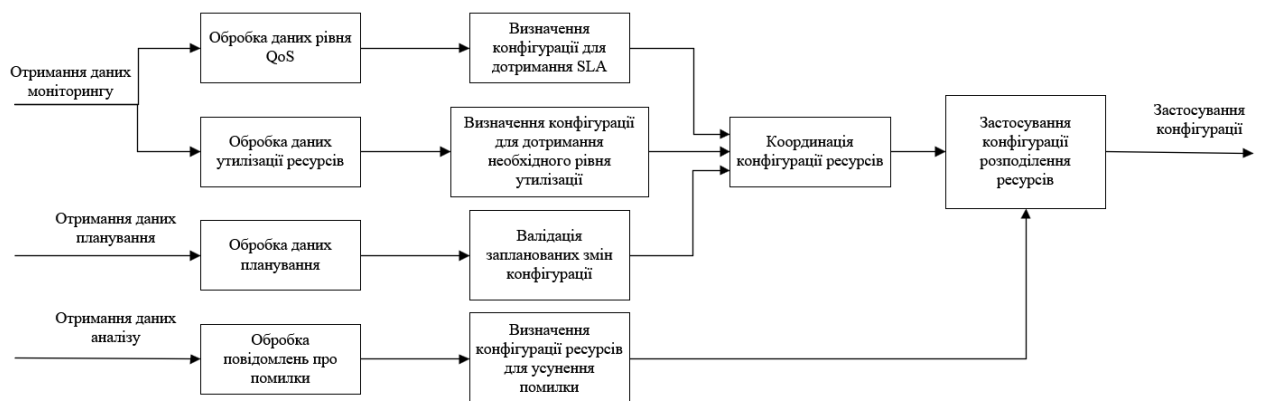 Отримання даних
моніторингу
Обробка даних рівня
QoS
Визначення
конфігурації для
дотримання SLA
Обробка даних
утилізації ресурсів
Визначення конфігурації
для дотримання
необхідного рівня
утилізації
Координація
конфігурації ресурсів
Застосування
конфігурації
розподілення
ресурсів
Застосування
конфігурації
Отримання даних
планування
Обробка даних
планування
Валідація
запланованих змін
конфігурації
Отримання даних
аналізу
Обробка
повідомлень про
помилки
Визначення
конфігурації ресурсів
для усунення
помилки